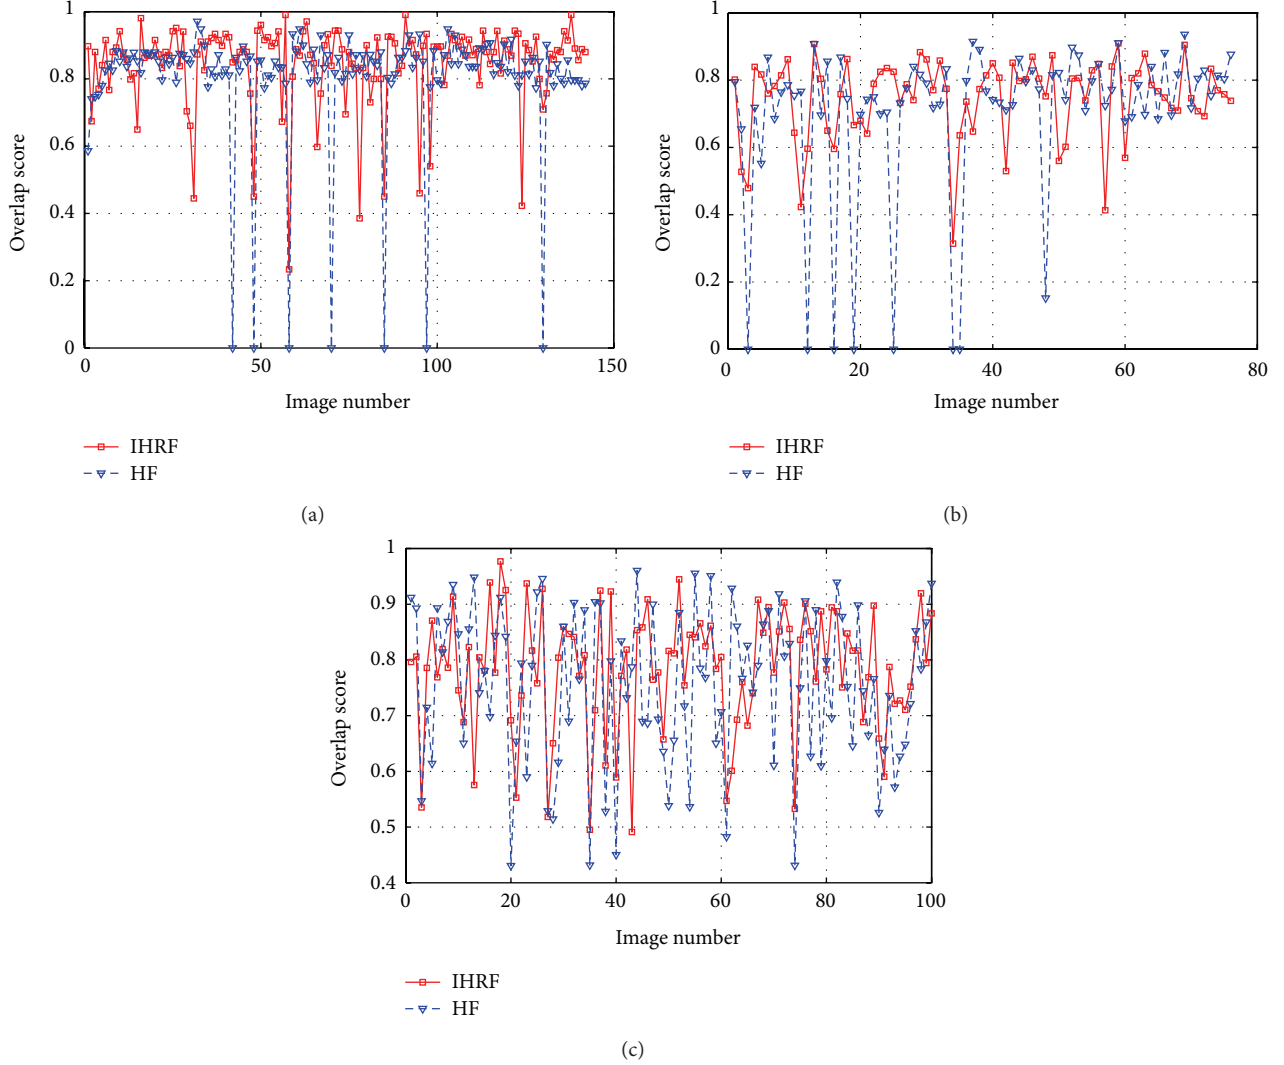 1
0.8
0.6
0.4
0.2
0
Overlap score
0 50 100 150
Image number
IHRF
HF
(a)
1
0.8
0.6
0.4
0.2
0
Overlap score
0 20 40 60 80
Image number
IHRF
HF
(b)
1
0.9
0.8
0.7
0.6
0.5
0.4
Overlap score
0 20 40 60 80 100
Image number
IHRF
HF
(c)